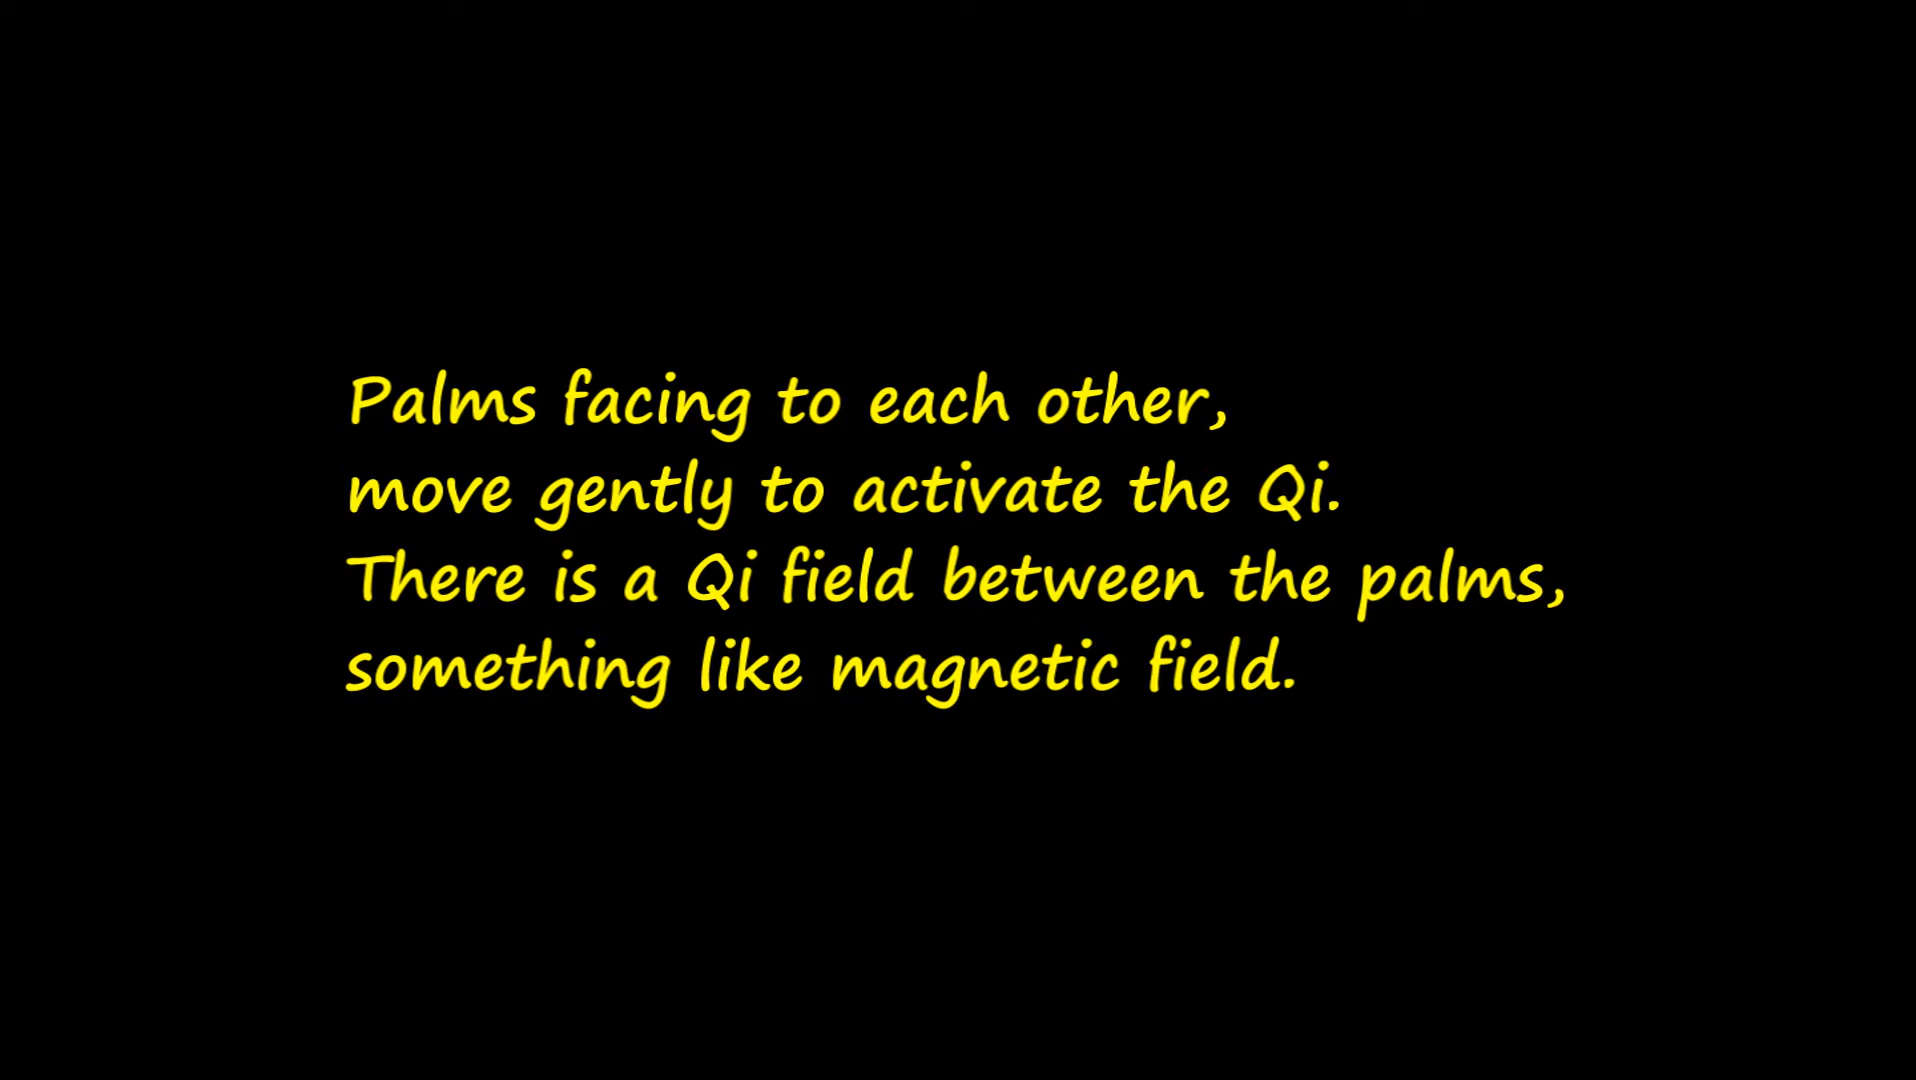 Palms facing to each other,
move gently to activate the Qi.
There is a Qi field between the palms,
something like magnetic field.